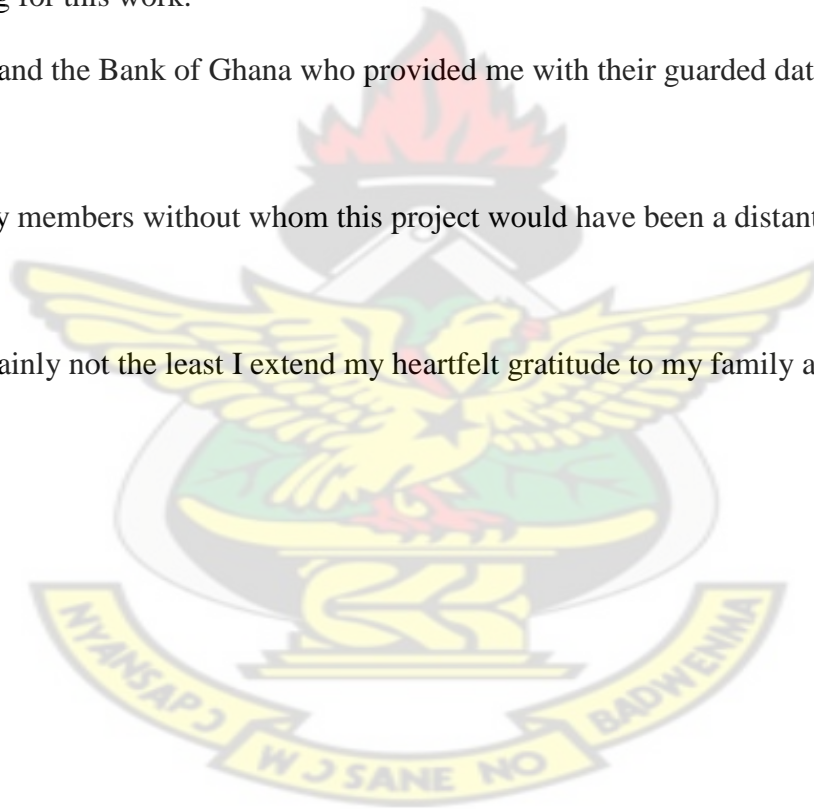 g for this work.
and the Bank of Ghana who provided me with their guarded dat
y members without whom this project would have been a distant
ainly not the least I extend my heartfelt gratitude to my family a
NYANSAPƆ WƆSANE NO BADWENMA